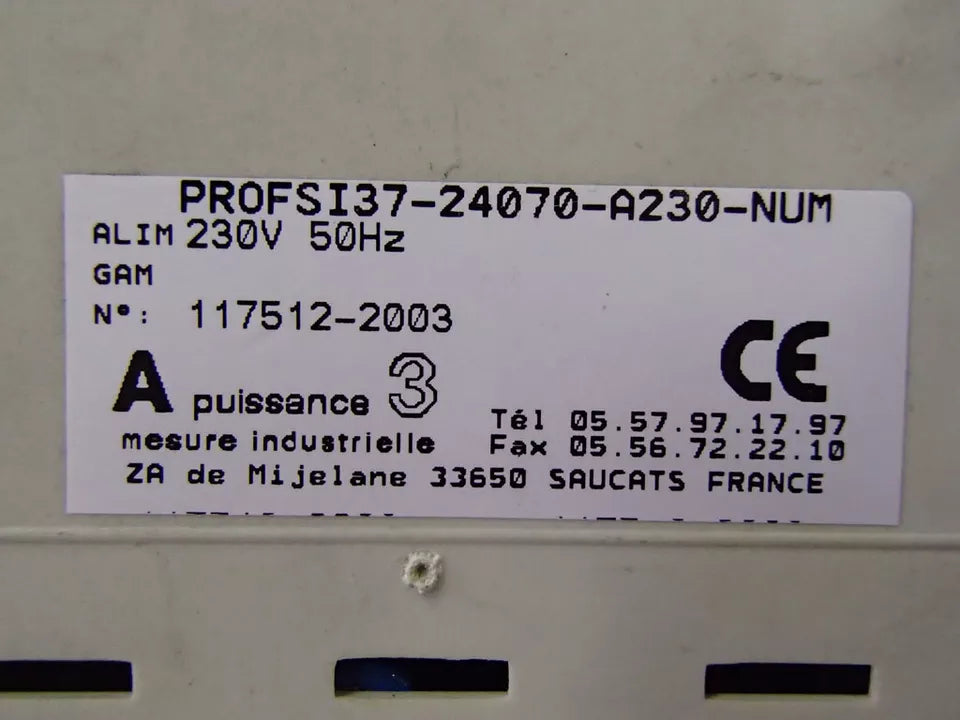 PROFSI37-24070-A230-NUM
ALIM 230V 50Hz
GAM
N°: 117512-2003
A puissance 3
mesure industrielle
Tél 05.57.97.17.97
Fax 05.56.72.22.10
ZA de Mijelane 33650 SAUCATS FRANCE
CE